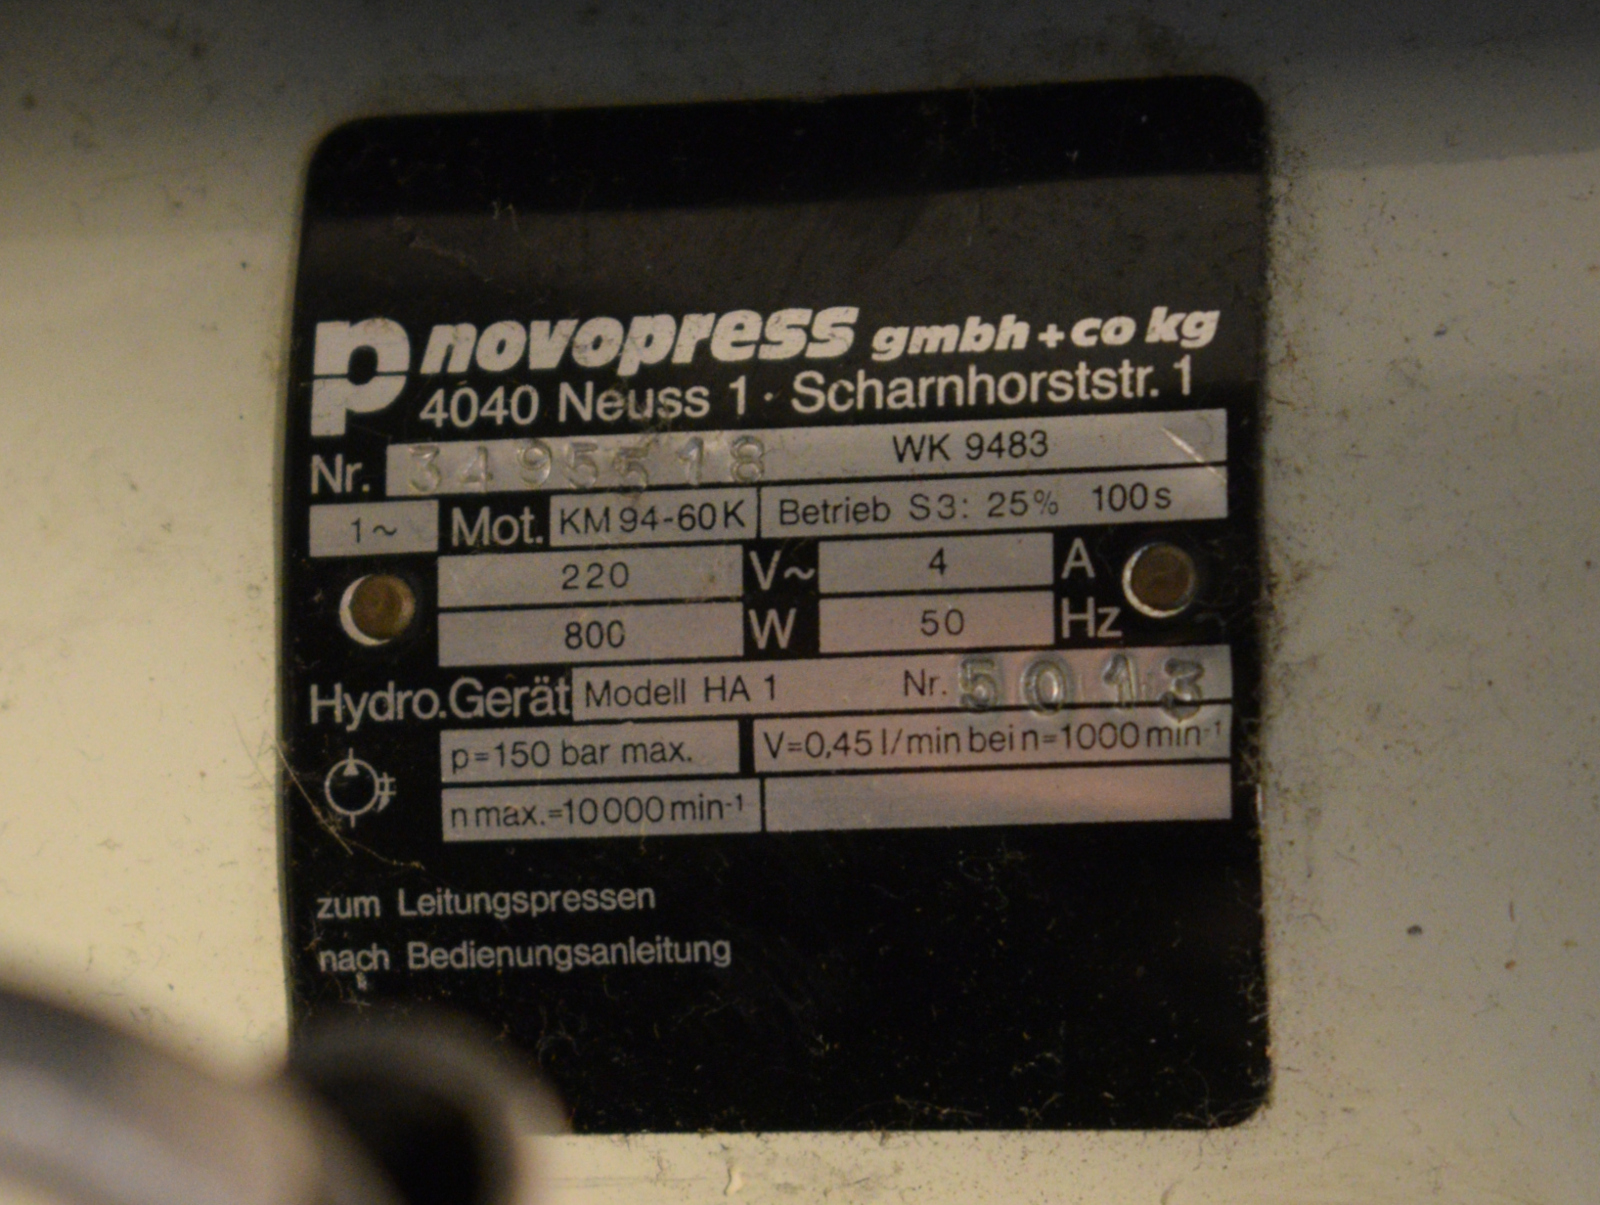 p novopress gmbh + co kg
4040 Neuss 1 · Scharnhorststr. 1
Nr. 3495518 WK 9483
1~ Mot. KM 94-60K Betrieb S3: 25% 100s
220 V~ 4 A
800 W 50 Hz
Hydro.Gerät Modell HA 1 Nr. 5013
p=150 bar max. V=0,45 l/min bei n=1000 min⁻¹
n max.=10000 min⁻¹
zum Leitungspressen
nach Bedienungsanleitung